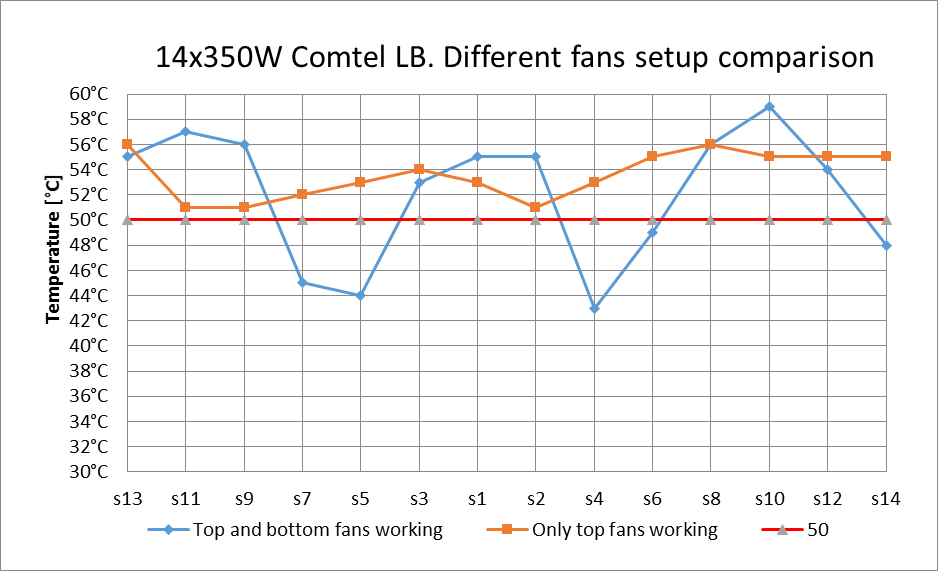 14x350W Comtel LB. Different fans setup comparison
Temperature [°C]
60°C
58°C
56°C
54°C
52°C
50°C
48°C
46°C
44°C
42°C
40°C
38°C
36°C
34°C
32°C
30°C
s13 s11 s9 s7 s5 s3 s1 s2 s4 s6 s8 s10 s12 s14
Top and bottom fans working Only top fans working 50